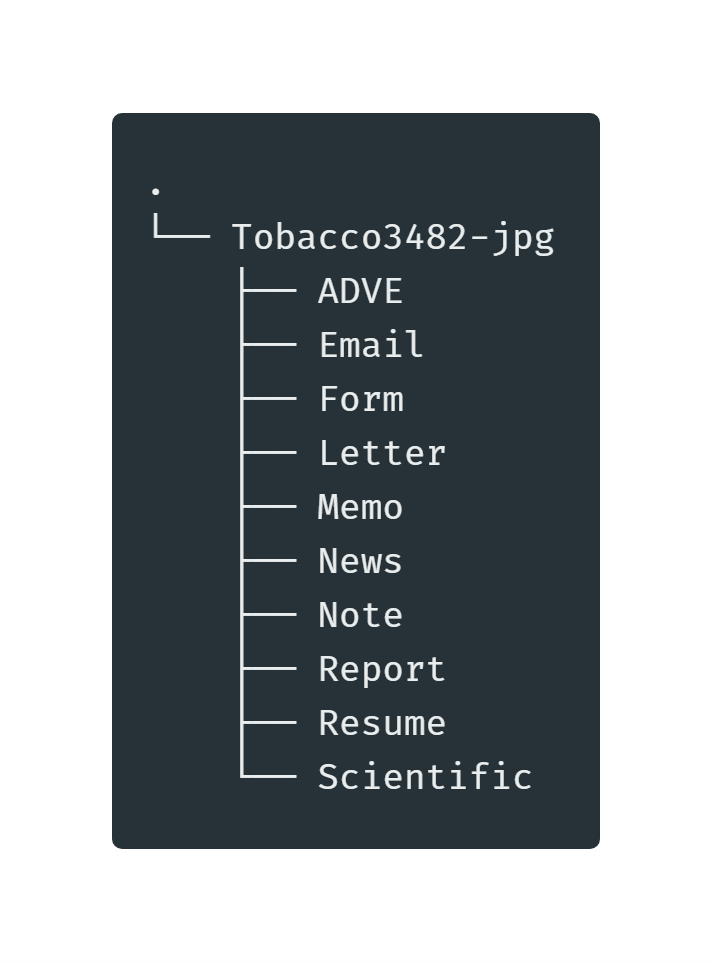 .
└── Tobacco3482-jpg
    ├── ADVE
    ├── Email
    ├── Form
    ├── Letter
    ├── Memo
    ├── News
    ├── Note
    ├── Report
    ├── Resume
    └── Scientific